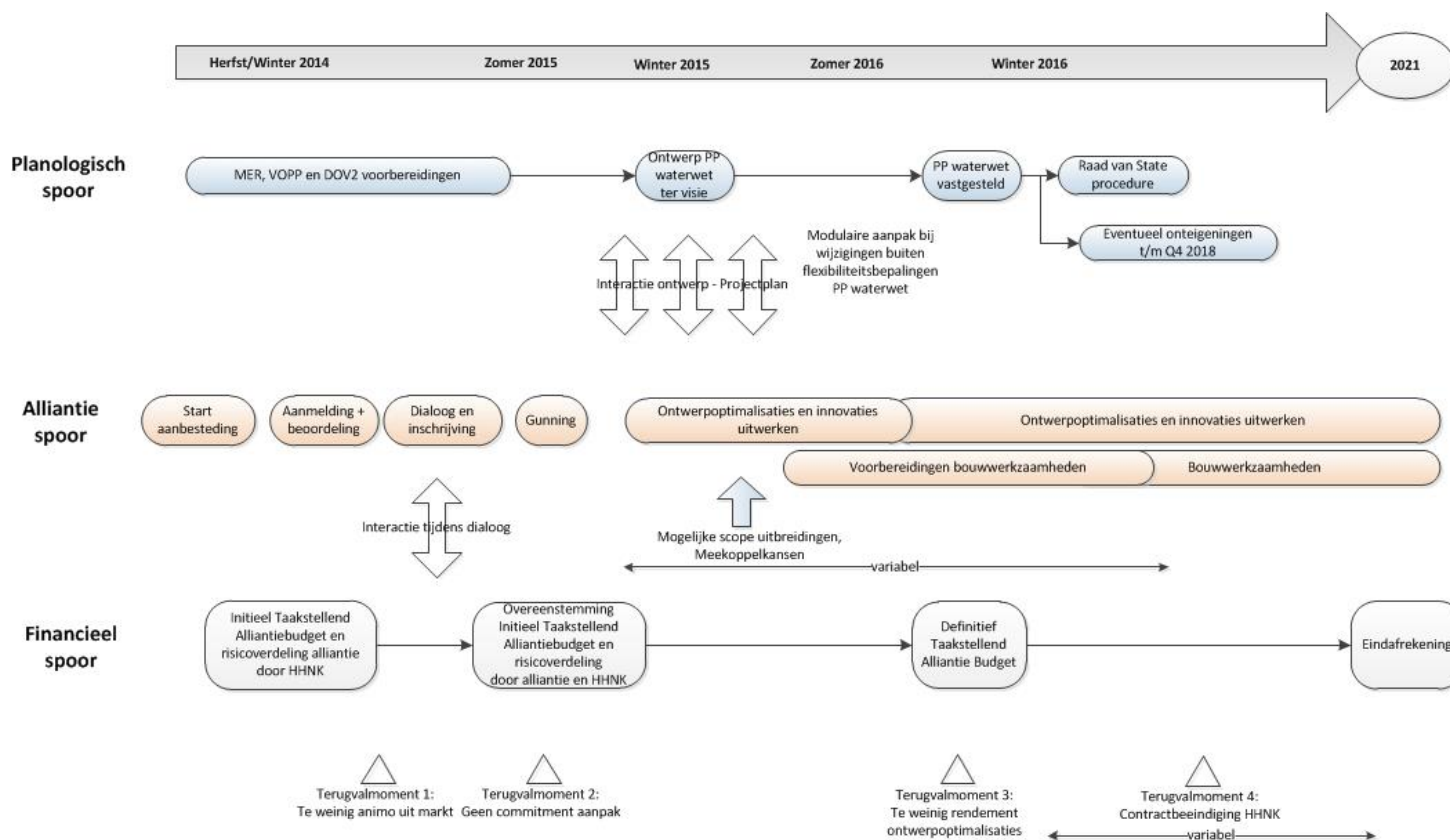 Herfst/Winter 2014
Zomer 2015
Winter 2015
Zomer 2016
Winter 2016
2021
Planologisch
spoor
MER, VOPP en DOV2 voorbereidingen
Ontwerp PP
waterwet
ter visie
PP waterwet
vastgesteld
Raad van State
procedure
Eventueel onteigeningen
t/m Q4 2018
Modulaire aanpak bij
wijzigingen buiten
flexibiliteitsbepalingen
PP waterwet
Interactie ontwerp - Projectplan
Alliantie
spoor
Start
aanbesteding
Aanmelding +
beoordeling
Dialoog en
inschrijving
Gunning
Ontwerpoptimalisaties en innovaties
uitwerken
Ontwerpoptimalisaties en innovaties uitwerken
Voorbereidingen bouwwerkzaamheden
Bouwwerkzaamheden
Interactie tijdens dialoog
Mogelijke scope uitbreidingen,
Meekoppelkansen
variabel
Financieel
spoor
Initieel Taakstellend
Alliantiebudget en
risicoverdeling alliantie
door HHNK
Overeenstemming
Initieel Taakstellend
Alliantiebudget en
risicoverdeling
door alliantie en HHNK
Definitief
Taakstellend
Alliantie Budget
Eindafrekening
Terugvalmoment 1:
Te weinig animo uit markt
Terugvalmoment 2:
Geen commitment aanpak
Terugvalmoment 3:
Te weinig rendement
ontwerpoptimalisaties
Terugvalmoment 4:
Contractbeeindiging HHNK
variabel